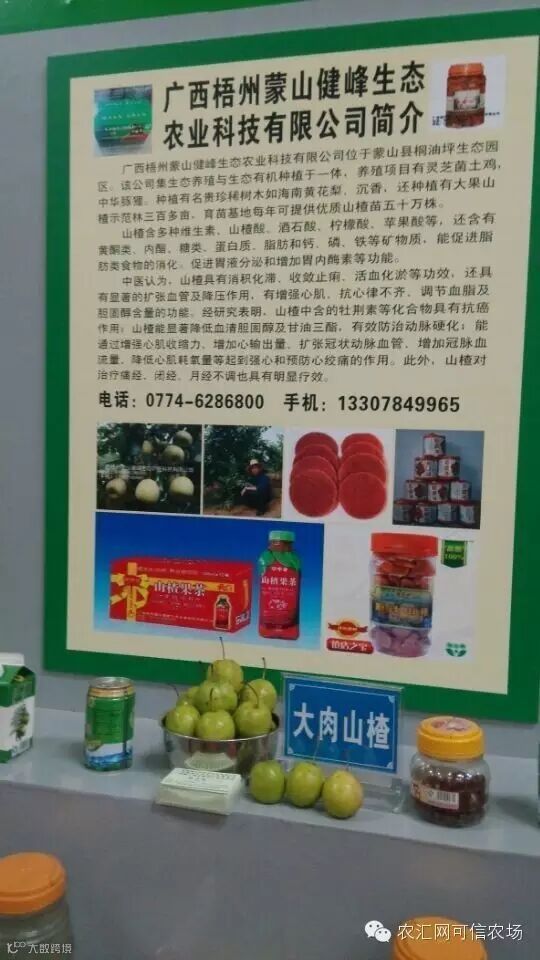 广西梧州蒙山健峰生态
农业科技有限公司简介
广西梧州蒙山健峰生态农业科技有限公司位于蒙山县桐油坪生态园
区。该公司集生态养殖与生态有机种植于一体，养殖项目有灵芝菌土鸡，
中华豚狸。种植有名贵珍稀树木如海南黄花梨、沉香，还种植有大果山
楂示范林三百多亩，育苗基地每年可提供优质山楂苗五十万株。
山楂含多种维生素、山楂酸、酒石酸、柠檬酸、苹果酸等，还含有
黄酮类、内酯、糖类、蛋白质、脂肪和钙、磷、铁等矿物质，能促进脂
肪类食物的消化。促进胃液分泌和增加胃内酶素等功能。
中医认为，山楂具有消积化滞、收敛止痢、活血化淤等功效，还具
有显著的扩张血管及降压作用，有增强心肌、抗心律不齐、调节血脂及
胆固醇含量的功能。经研究表明，山楂中含的牡荆素等化合物具有抗癌
作用；山楂能显著降低血清胆固醇及甘油三酯，有效防治动脉硬化；能
通过增强心肌收缩力、增加心输出量、扩张冠状动脉血管、增加冠脉血
流量、降低心肌耗氧量等起到强心和预防心绞痛的作用。此外，山楂对
治疗痛经、闭经、月经不调也具有明显疗效。
电话：0774-6286800 手机：13307849965
山楂果茶
山楂果茶
100%
镇店之宝
大肉山楂
农汇网可信农场
大数跨境